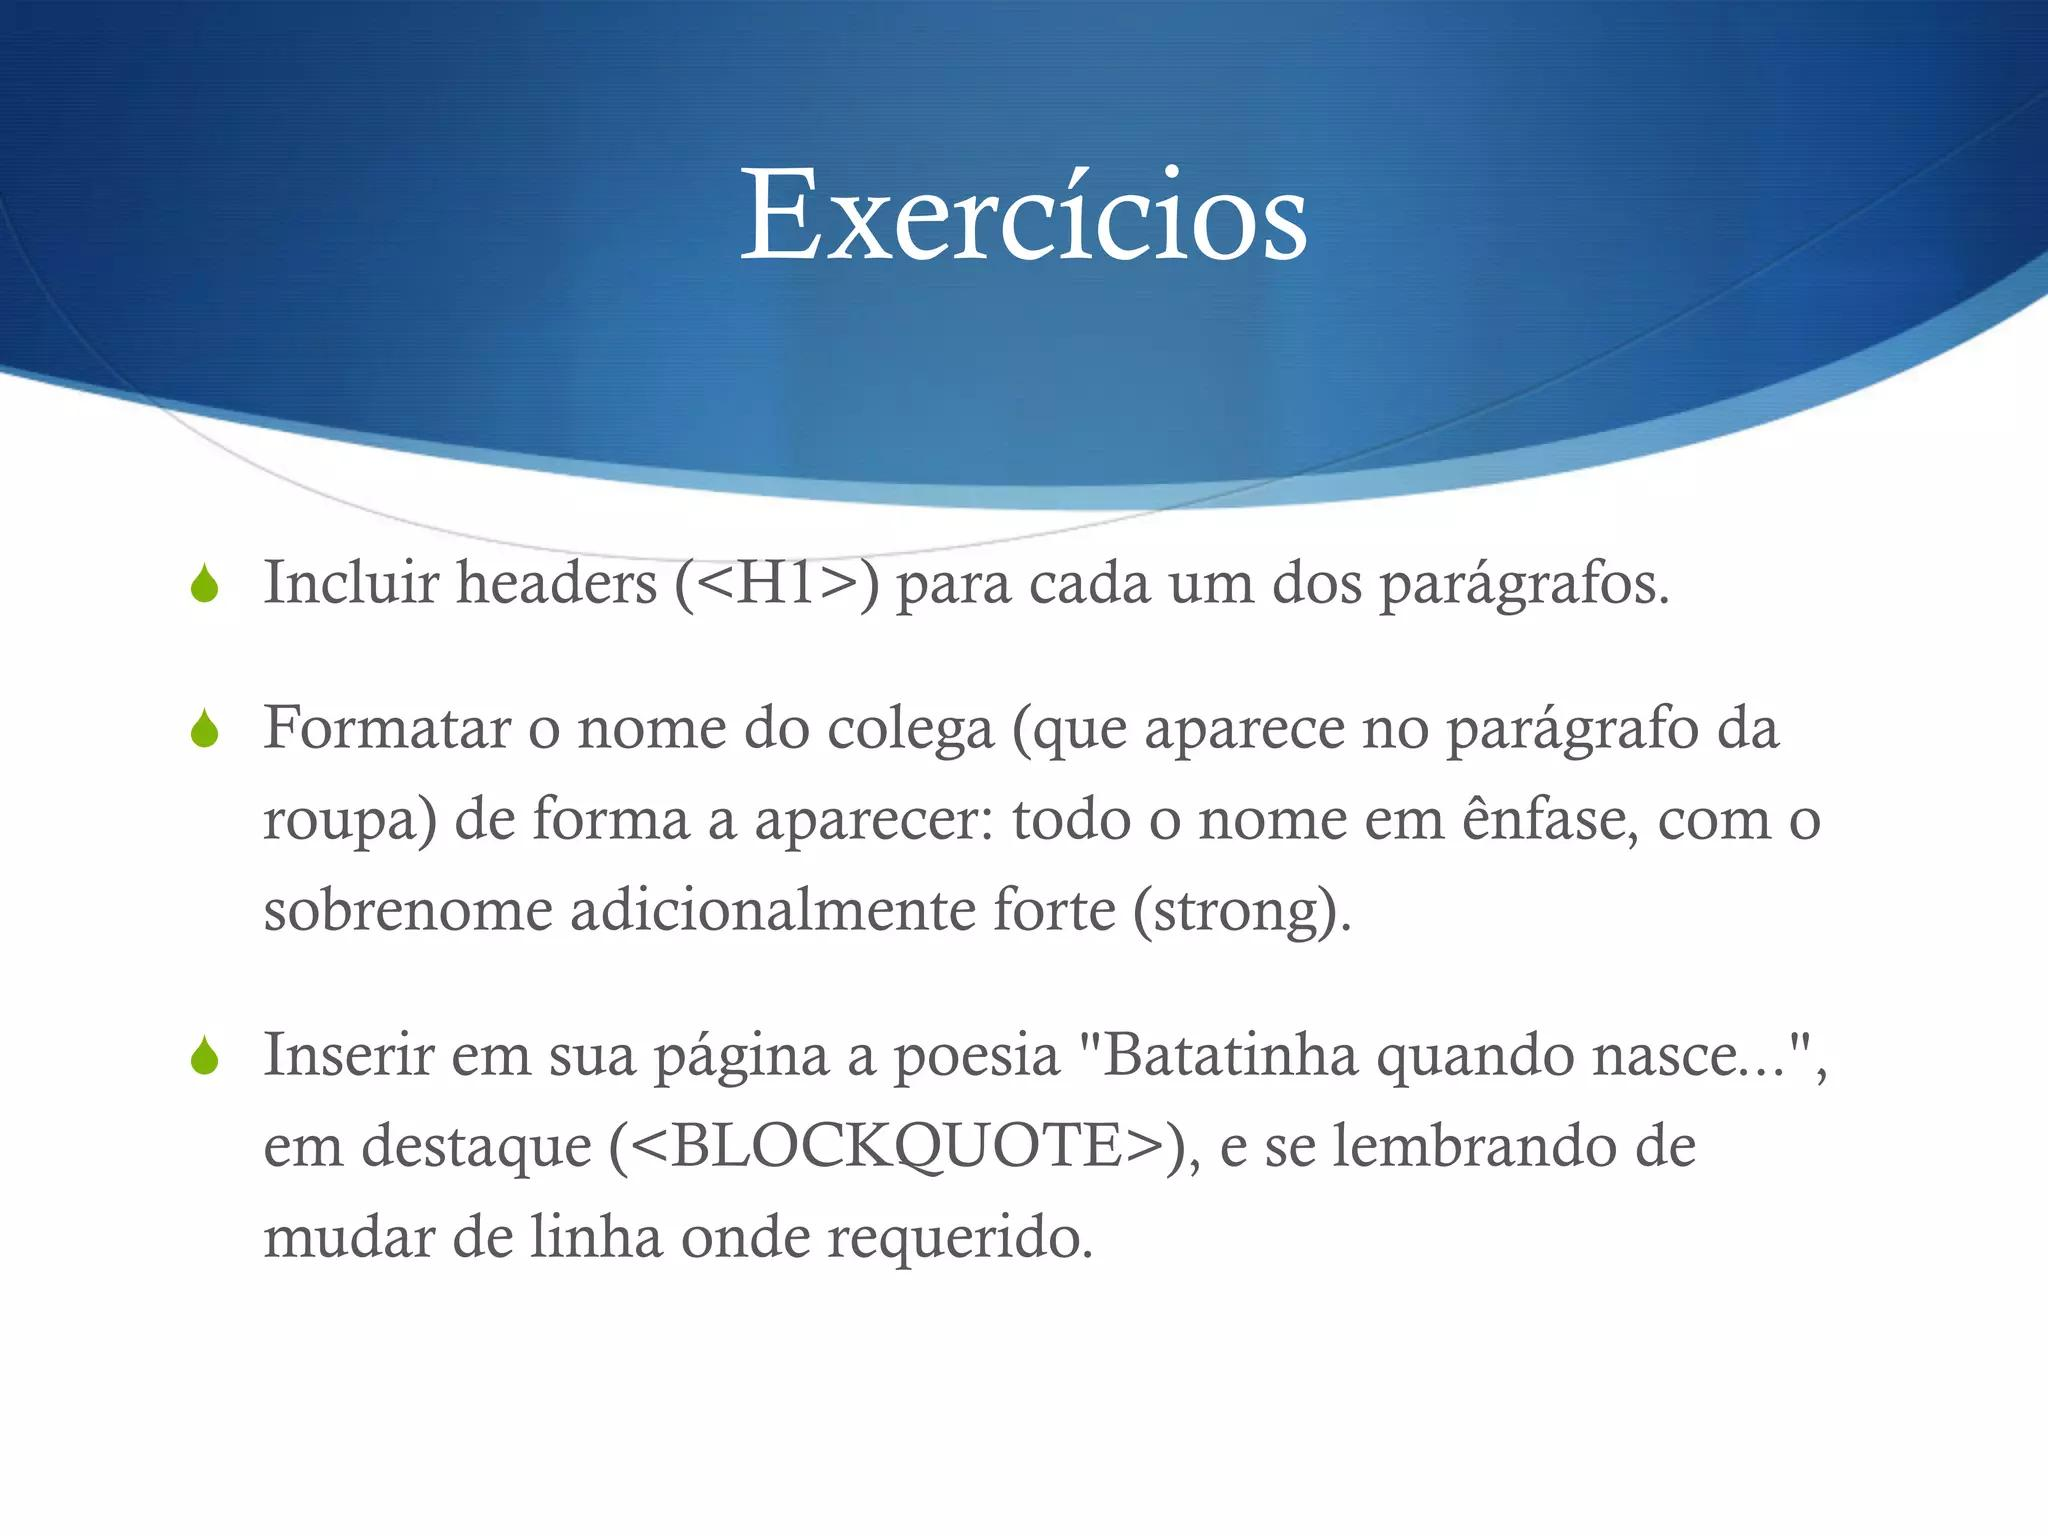 Exercícios
Incluir headers (<H1>) para cada um dos parágrafos.
Formatar o nome do colega (que aparece no parágrafo da
roupa) de forma a aparecer: todo o nome em ênfase, com o
sobrenome adicionalmente forte (strong).
Inserir em sua página a poesia "Batatinha quando nasce...",
em destaque (<BLOCKQUOTE>), e se lembrando de
mudar de linha onde requerido.